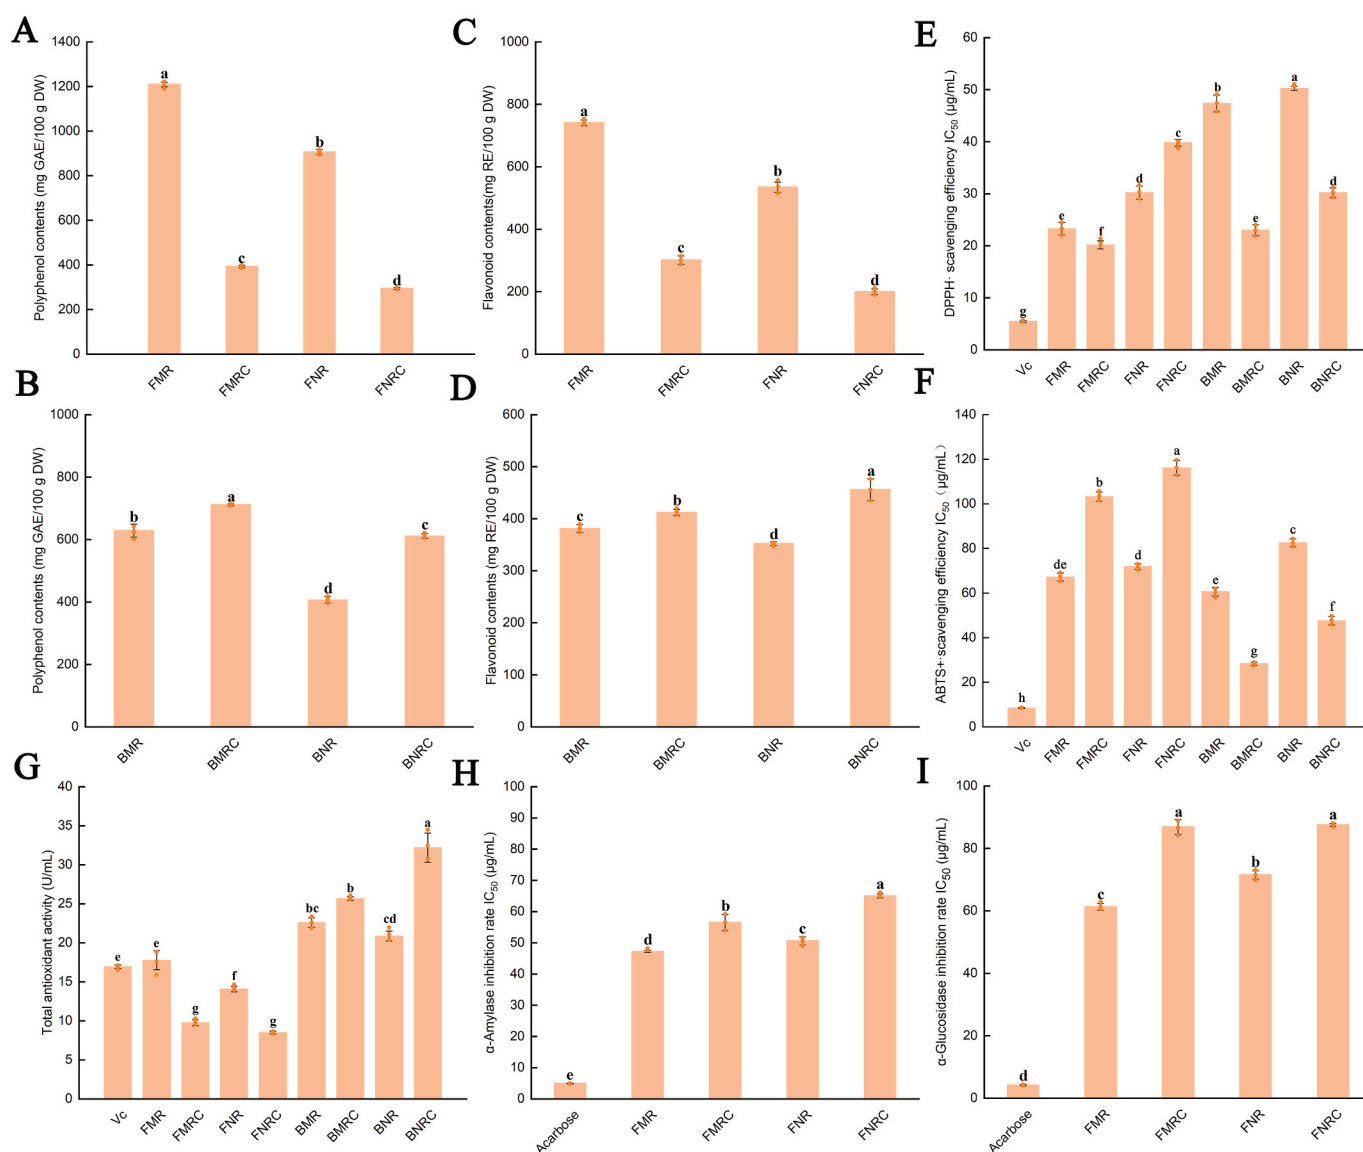 A
Polyphenol contents (mg GAE/100 g DW)
1400
1200
1000
800
600
400
200
0
a
c
b
d
FMR
FMRC
FNR
FNRC
C
Flavonoid contents(mg RE/100 g DW)
1000
800
600
400
200
0
a
c
b
d
FMR
FMRC
FNR
FNRC
E
DPPH· scavenging efficiency IC50 (μg/mL)
60
50
40
30
20
10
0
g
e
f
d
c
b
e
a
d
Vc
FMR
FMRC
FNR
FNRC
BMR
BMRC
BNR
BNRC
B
Polyphenol contents (mg GAE/100 g DW)
1000
800
600
400
200
0
b
a
d
c
BMR
BMRC
BNR
BNRC
D
Flavonoid contents (mg RE/100 g DW)
600
500
400
300
200
100
0
c
b
d
a
BMR
BMRC
BNR
BNRC
F
ABTS+·scavenging efficiency IC50（μg/mL）
140
120
100
80
60
40
20
0
h
de
b
d
a
e
g
c
f
Vc
FMR
FMRC
FNR
FNRC
BMR
BMRC
BNR
BNRC
G
Total antioxidant activity (U/mL)
40
35
30
25
20
15
10
5
0
e
e
g
f
g
bc
b
cd
a
Vc
FMR
FMRC
FNR
FNRC
BMR
BMRC
BNR
BNRC
H
α-Amylase inhibition rate IC50 (μg/mL)
100
90
80
70
60
50
40
30
20
10
0
e
d
b
c
a
Acarbose
FMR
FMRC
FNR
FNRC
I
α-Glucosidase inhibition rate IC50 (μg/mL)
100
80
60
40
20
0
d
c
a
b
a
Acarbose
FMR
FMRC
FNR
FNRC